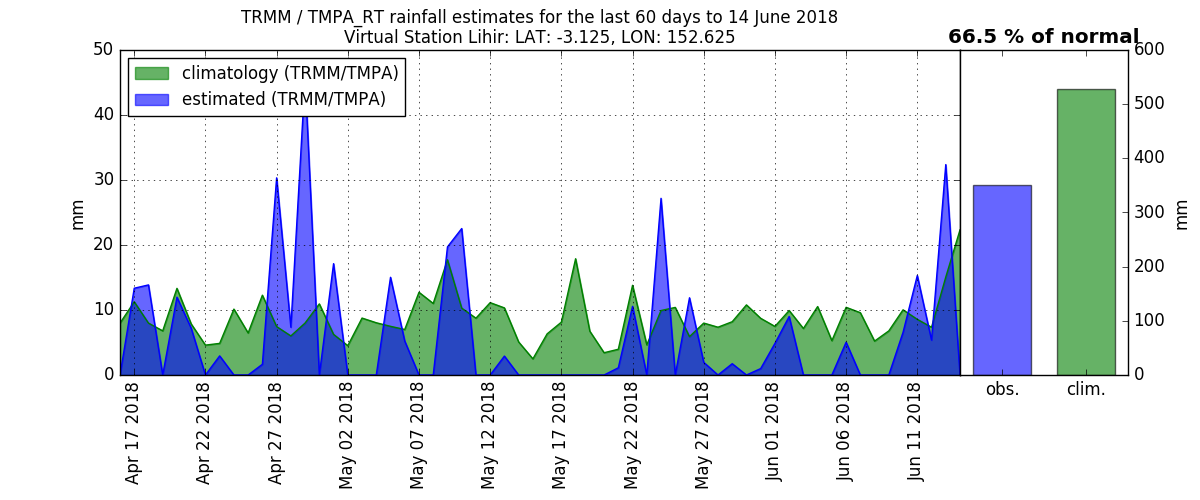 TRMM / TMPA_RT rainfall estimates for the last 60 days to 14 June 2018
Virtual Station Lihir: LAT: -3.125, LON: 152.625
66.5 % of normal
climatology (TRMM/TMPA)
estimated (TRMM/TMPA)
mm
50
40
30
20
10
0
Apr 17 2018
Apr 22 2018
Apr 27 2018
May 02 2018
May 07 2018
May 12 2018
May 17 2018
May 22 2018
May 27 2018
Jun 01 2018
Jun 06 2018
Jun 11 2018
obs.
clim.
600
500
400
300
200
100
0
mm